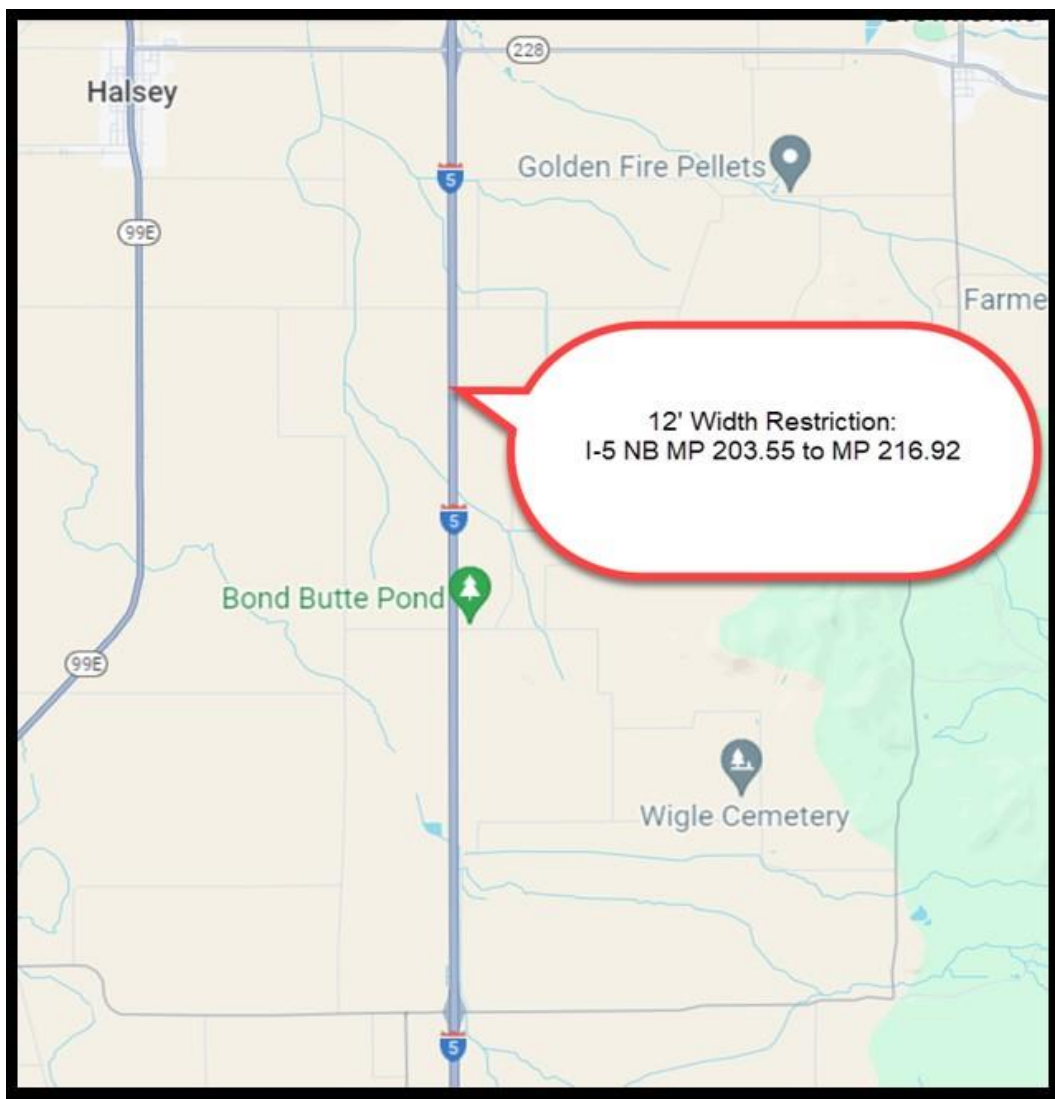 228
Halsey
5
Golden Fire Pellets
99E
Farme
12' Width Restriction:
I-5 NB MP 203.55 to MP 216.92
5
Bond Butte Pond
99E
Wigle Cemetery
5